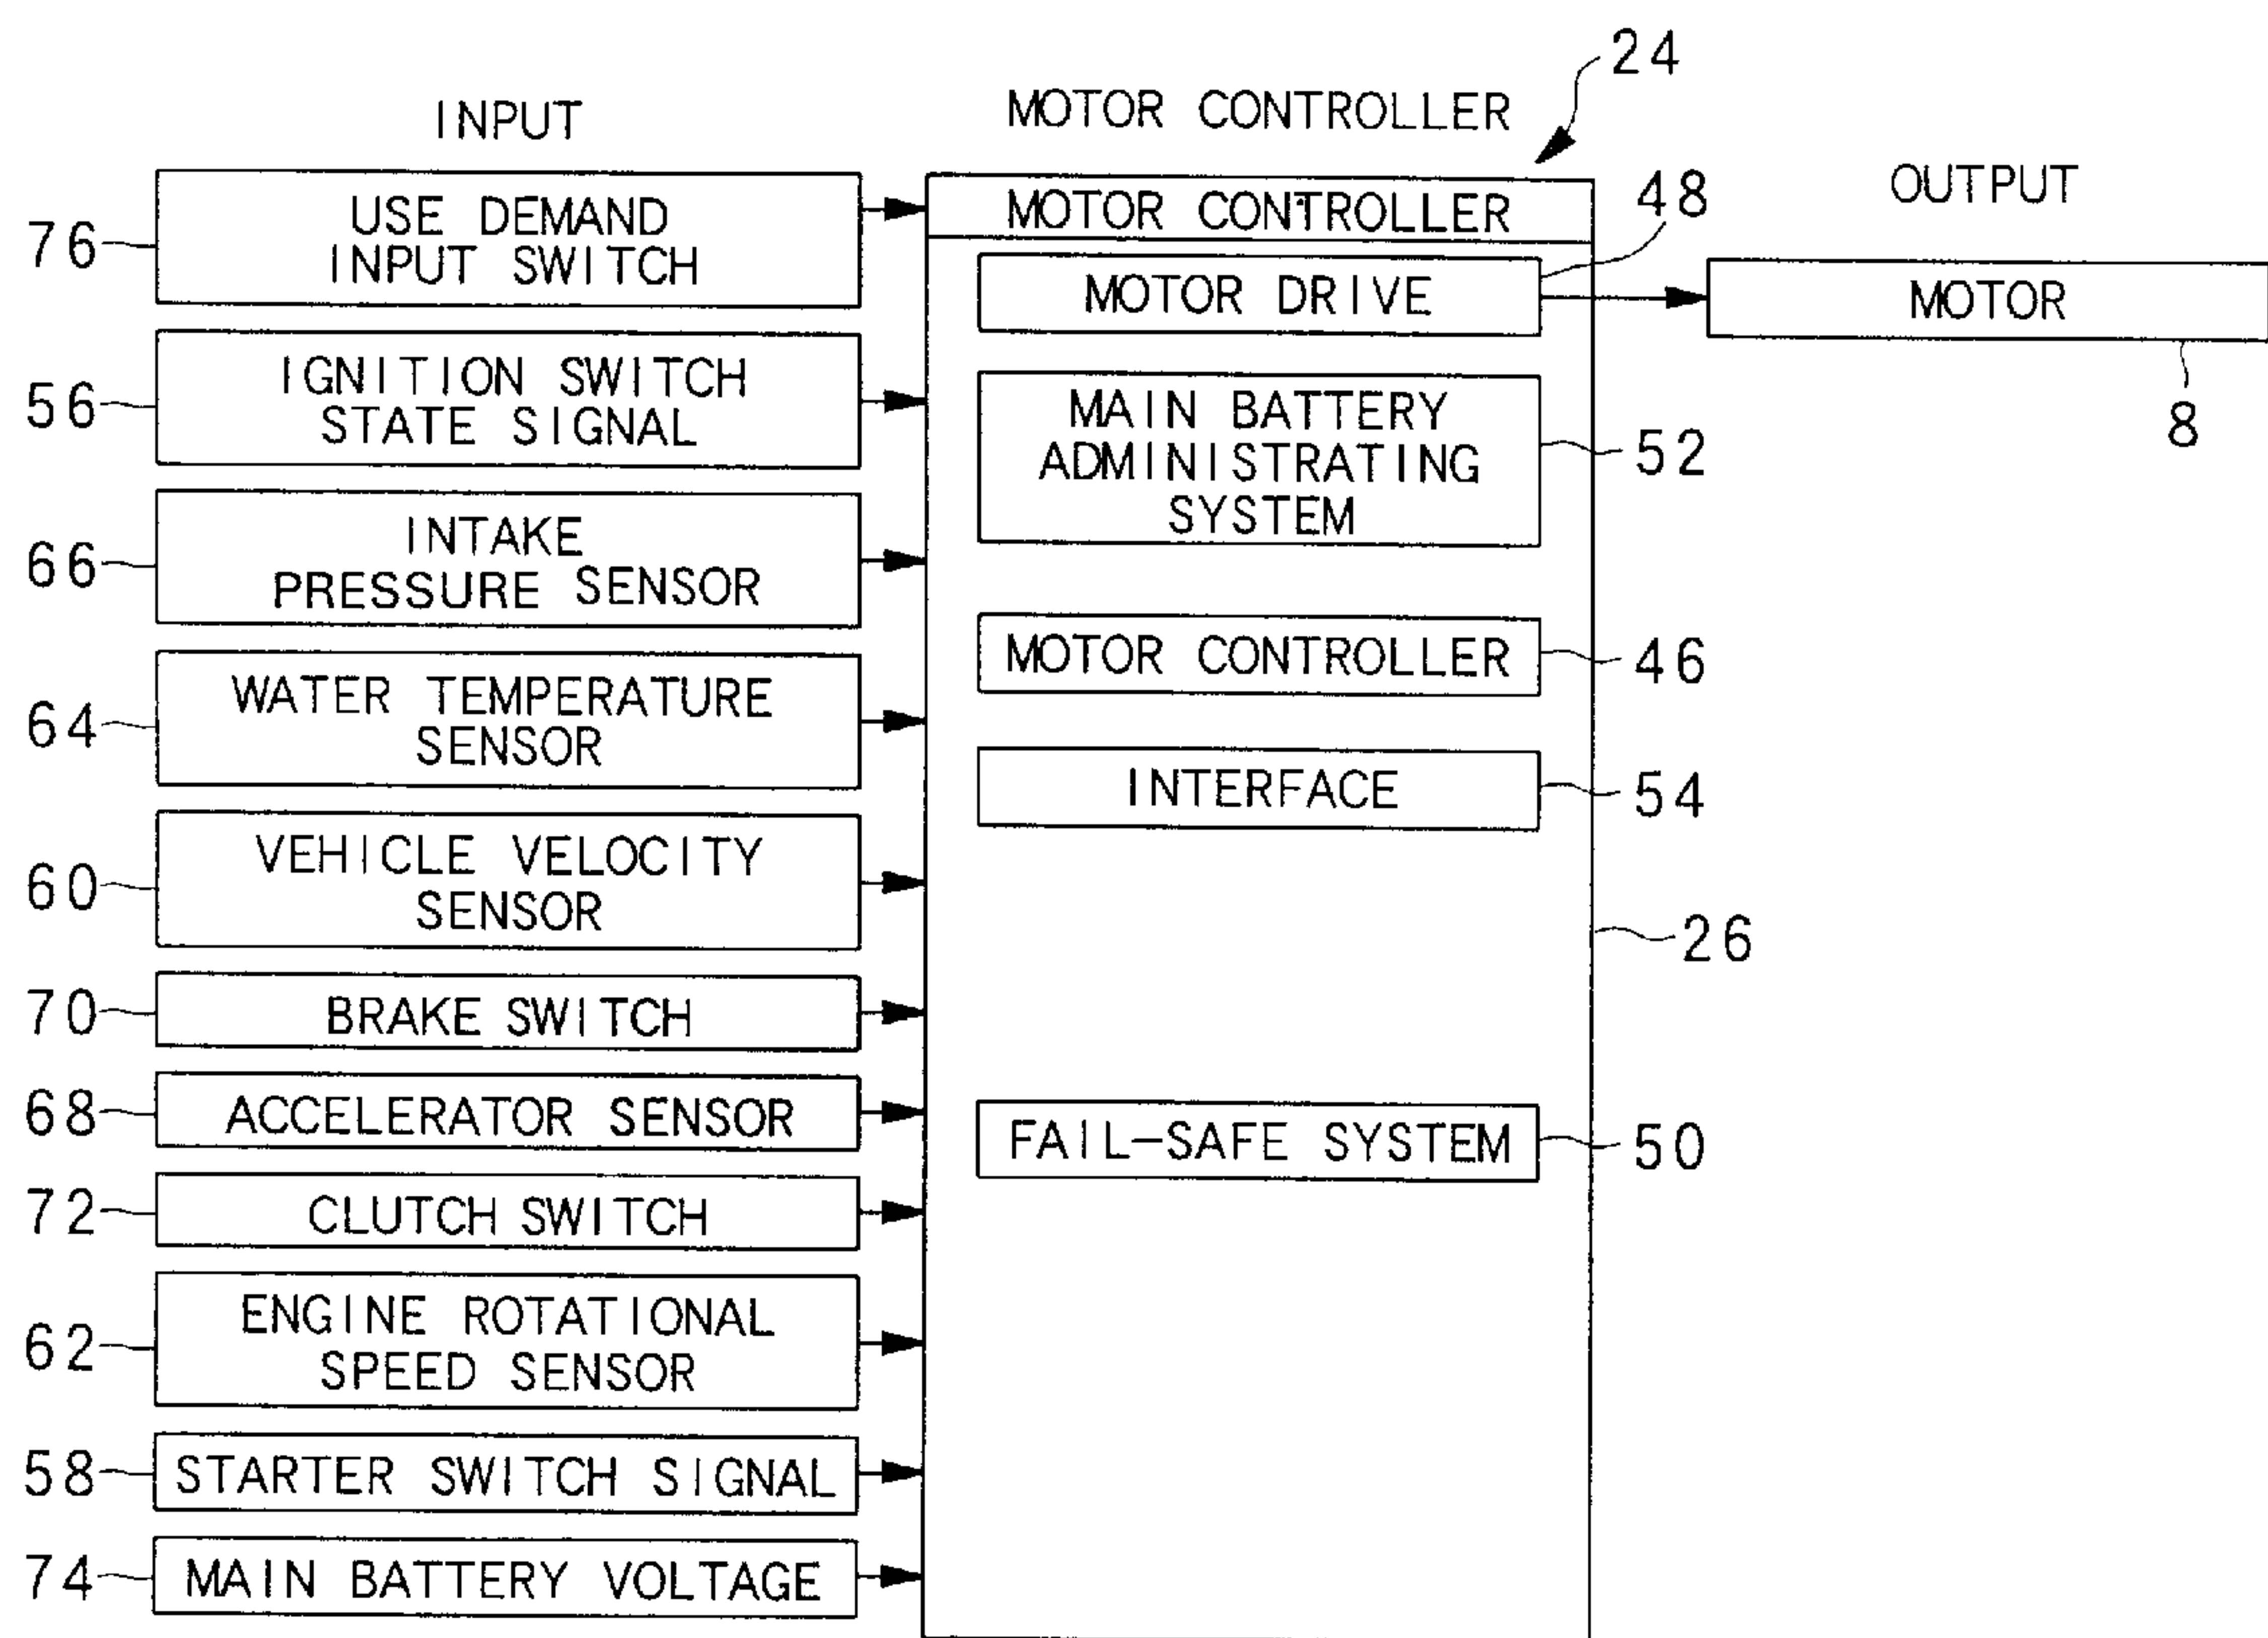 INPUT
76
USE DEMAND
INPUT SWITCH
56
IGNITION SWITCH
STATE SIGNAL
66
INTAKE
PRESSURE SENSOR
64
WATER TEMPERATURE
SENSOR
60
VEHICLE VELOCITY
SENSOR
70
BRAKE SWITCH
68
ACCELERATOR SENSOR
72
CLUTCH SWITCH
62
ENGINE ROTATIONAL
SPEED SENSOR
58
STARTER SWITCH SIGNAL
74
MAIN BATTERY VOLTAGE
MOTOR CONTROLLER
24
MOTOR CONTROLLER
48
MOTOR DRIVE
MAIN BATTERY
ADMINISTRATING
SYSTEM
52
MOTOR CONTROLLER
46
INTERFACE
54
26
FAIL-SAFE SYSTEM
50
OUTPUT
MOTOR
8